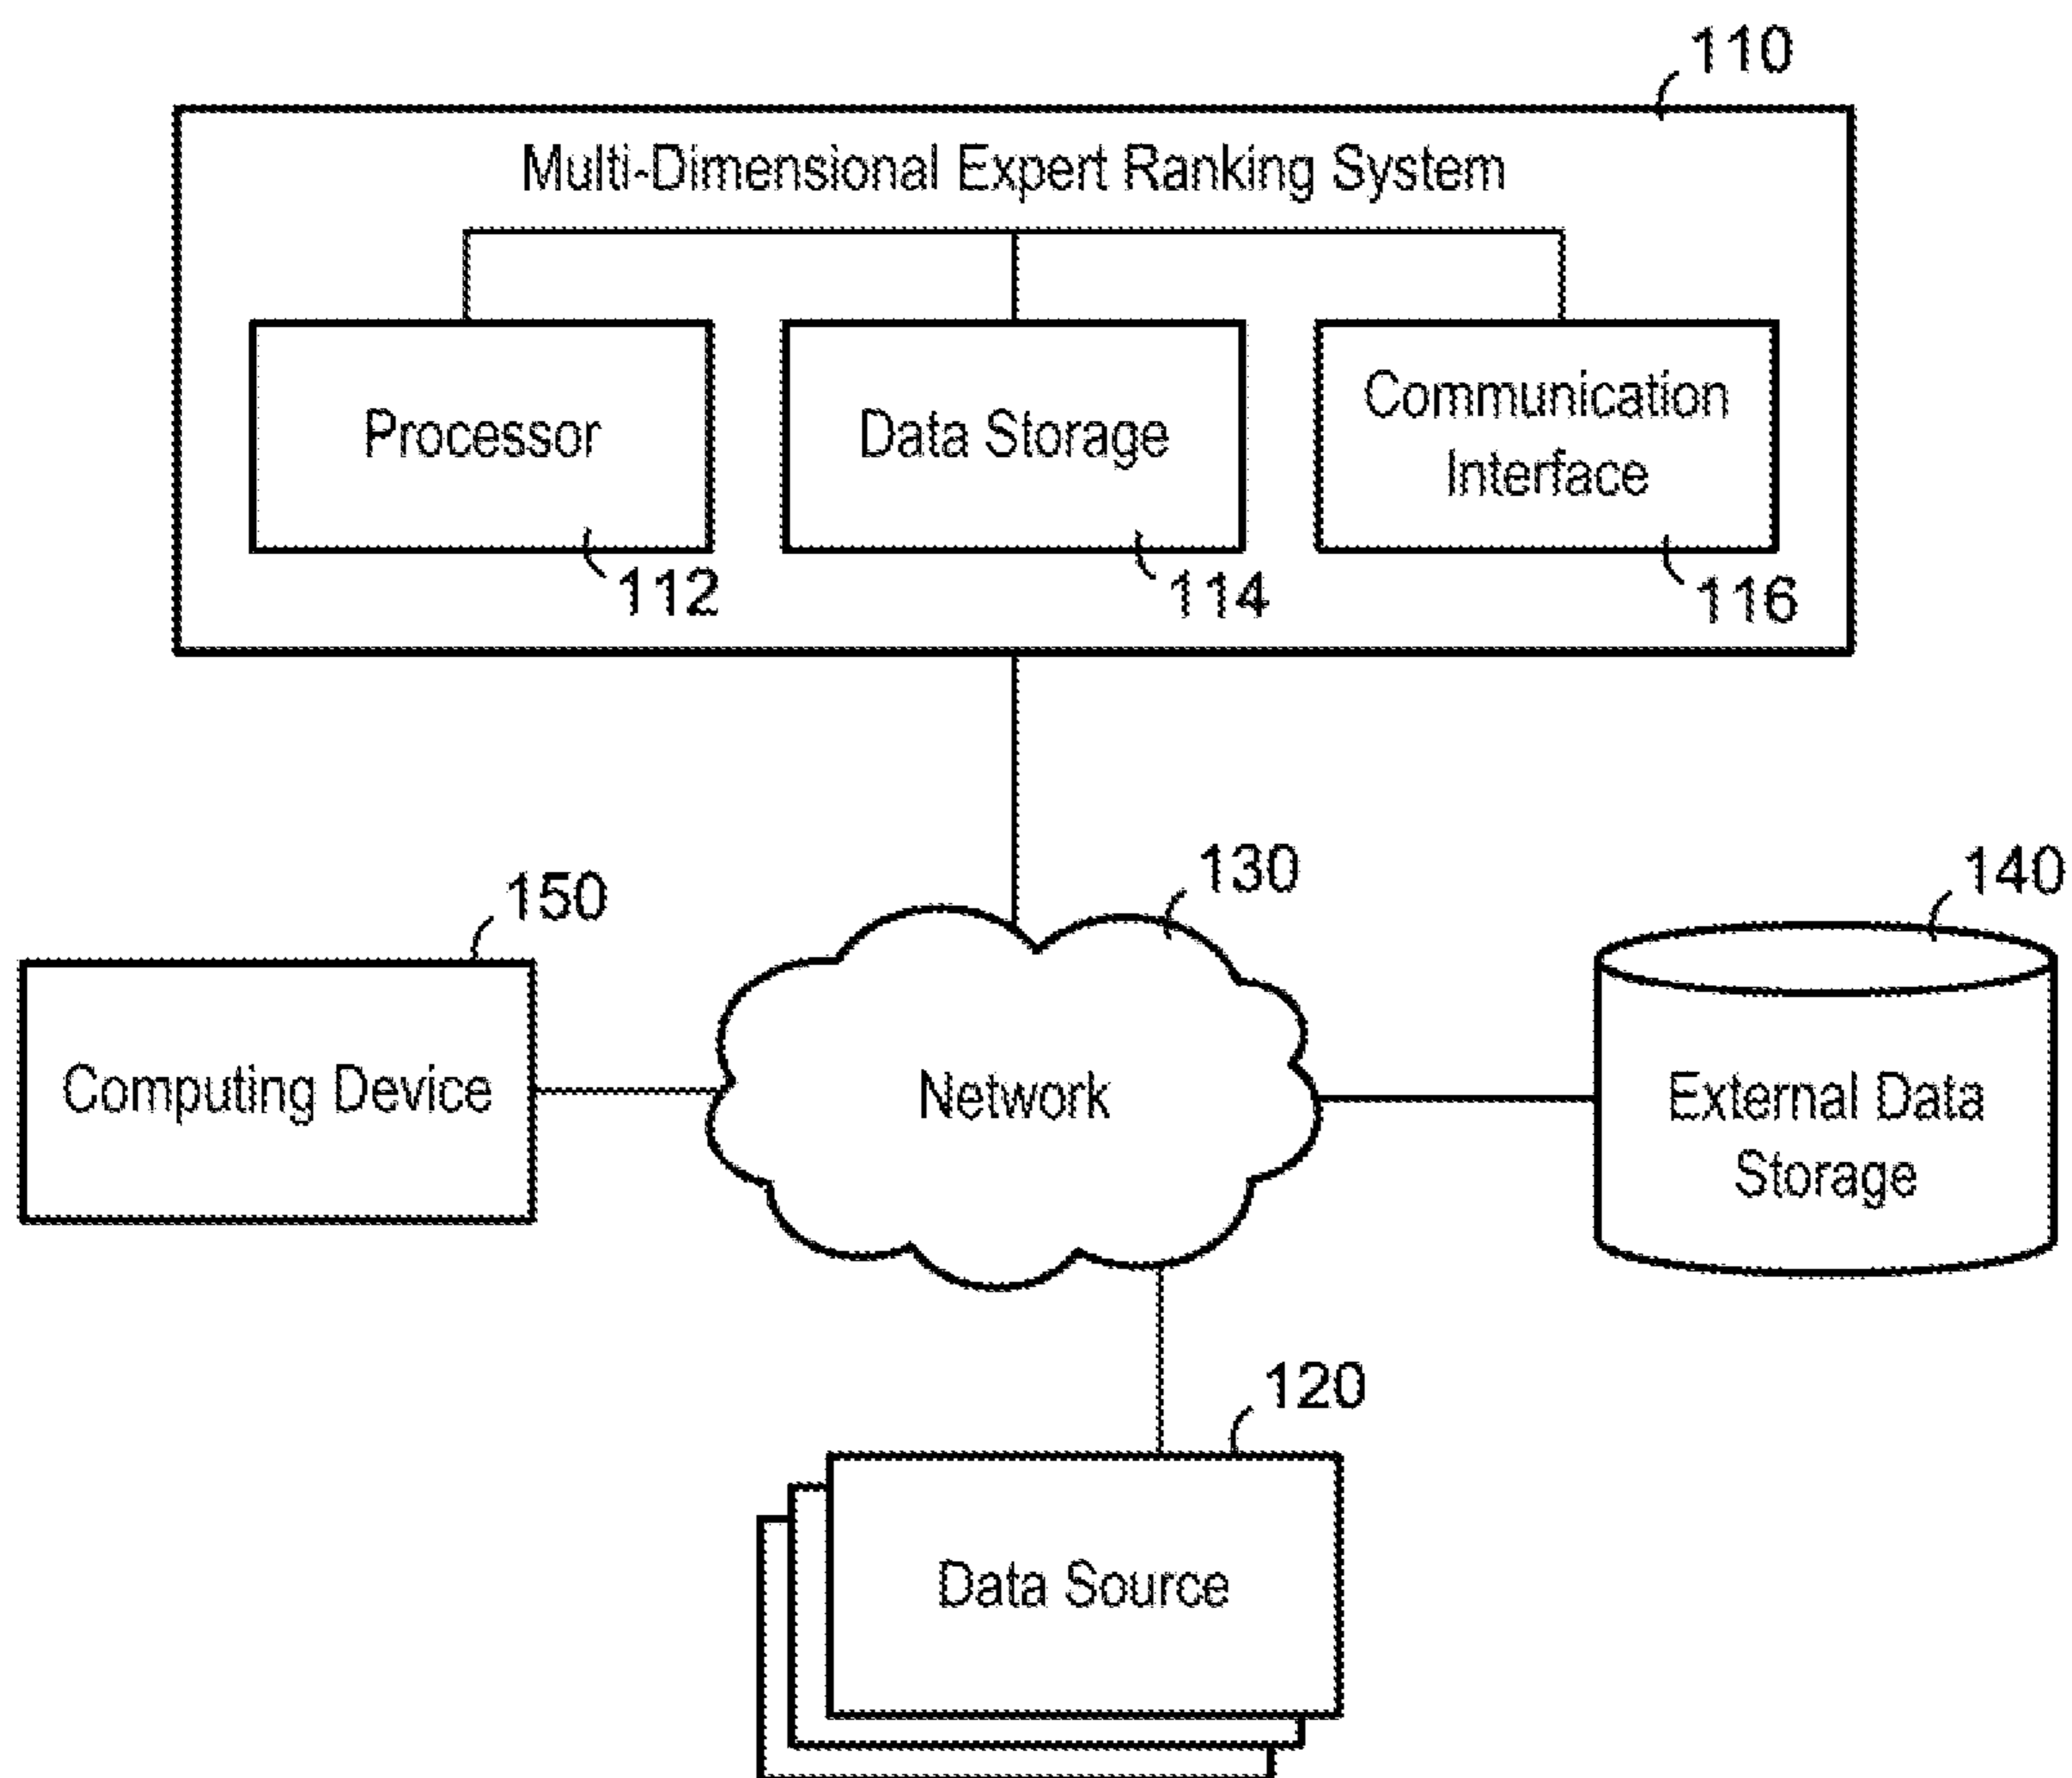 110
Multi-Dimensional Expert Ranking System
Processor
Data Storage
Communication
Interface
112
114
116
130
140
150
Computing Device
Network
External Data
Storage
120
Data Source